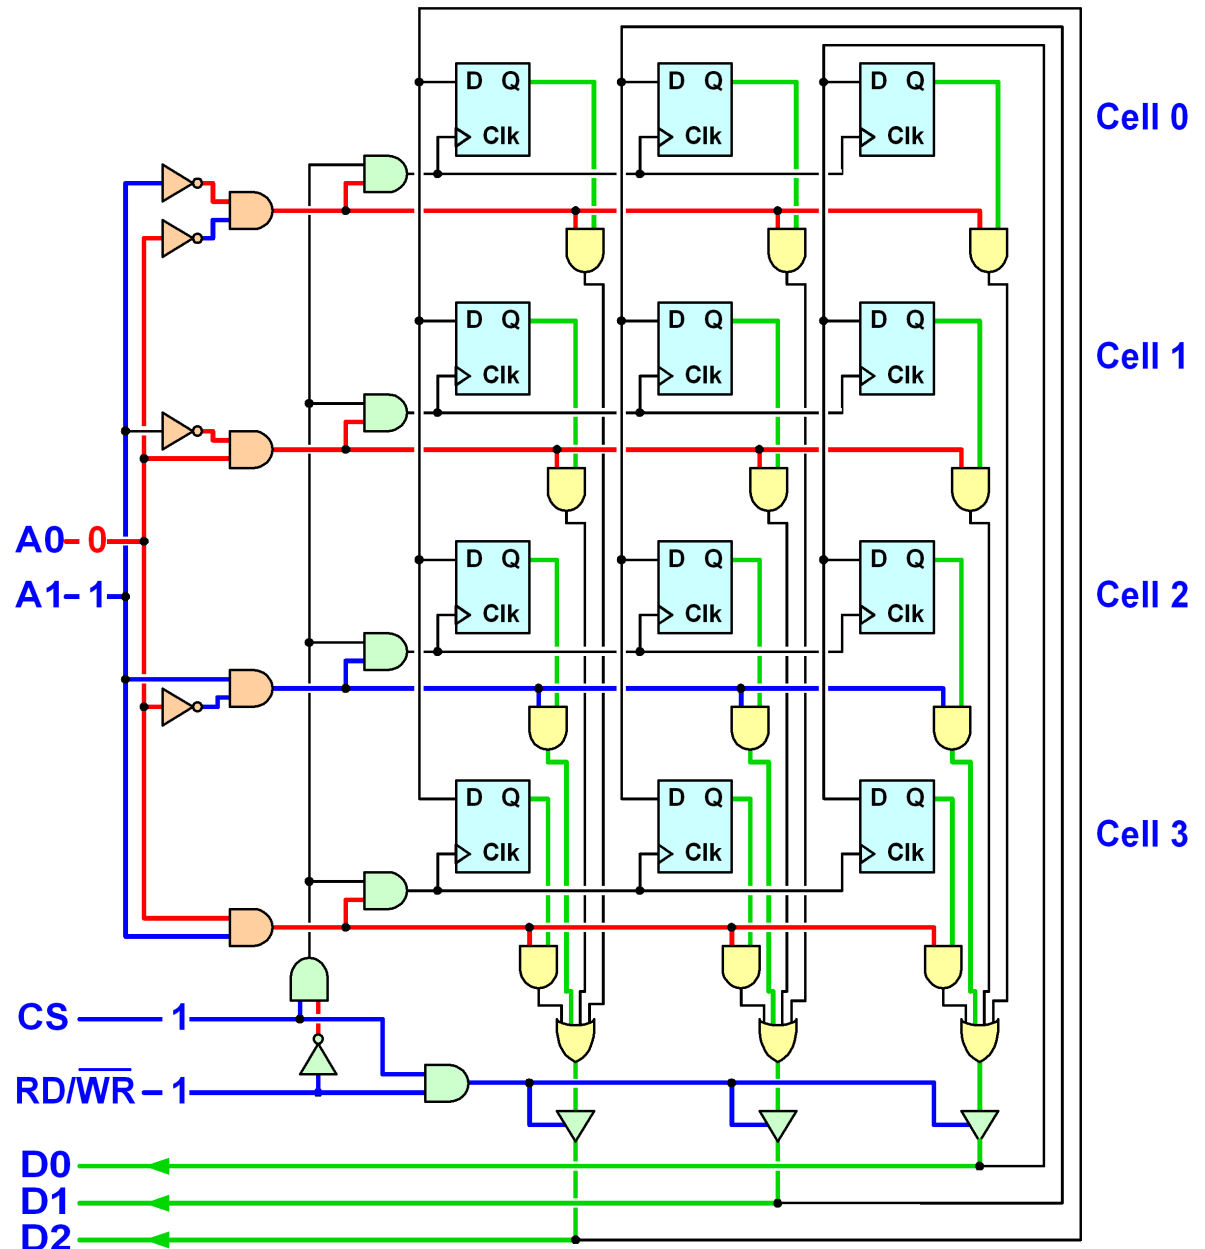 D Q D Q D Q
Cell 0
Clk Clk Clk
D Q D Q D Q
Cell 1
Clk Clk Clk
A0 0
D Q D Q D Q
A1 1
Cell 2
Clk Clk Clk
D Q D Q D Q
Cell 3
Clk Clk Clk
CS 1
RD/W̅R̅ 1
D0
D1
D2